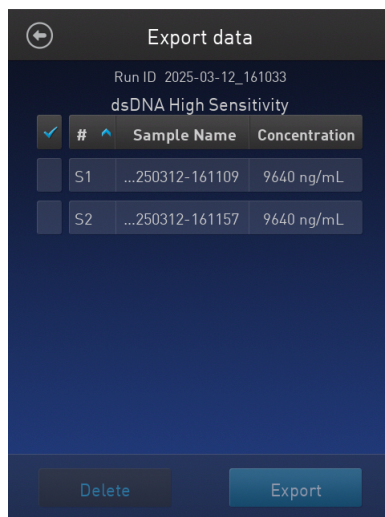 Export data
Run ID 2025-03-12_161033
dsDNA High Sensitivity
# Sample Name Concentration
S1 ...250312-161109 9640 ng/mL
S2 ...250312-161157 9640 ng/mL
Delete Export